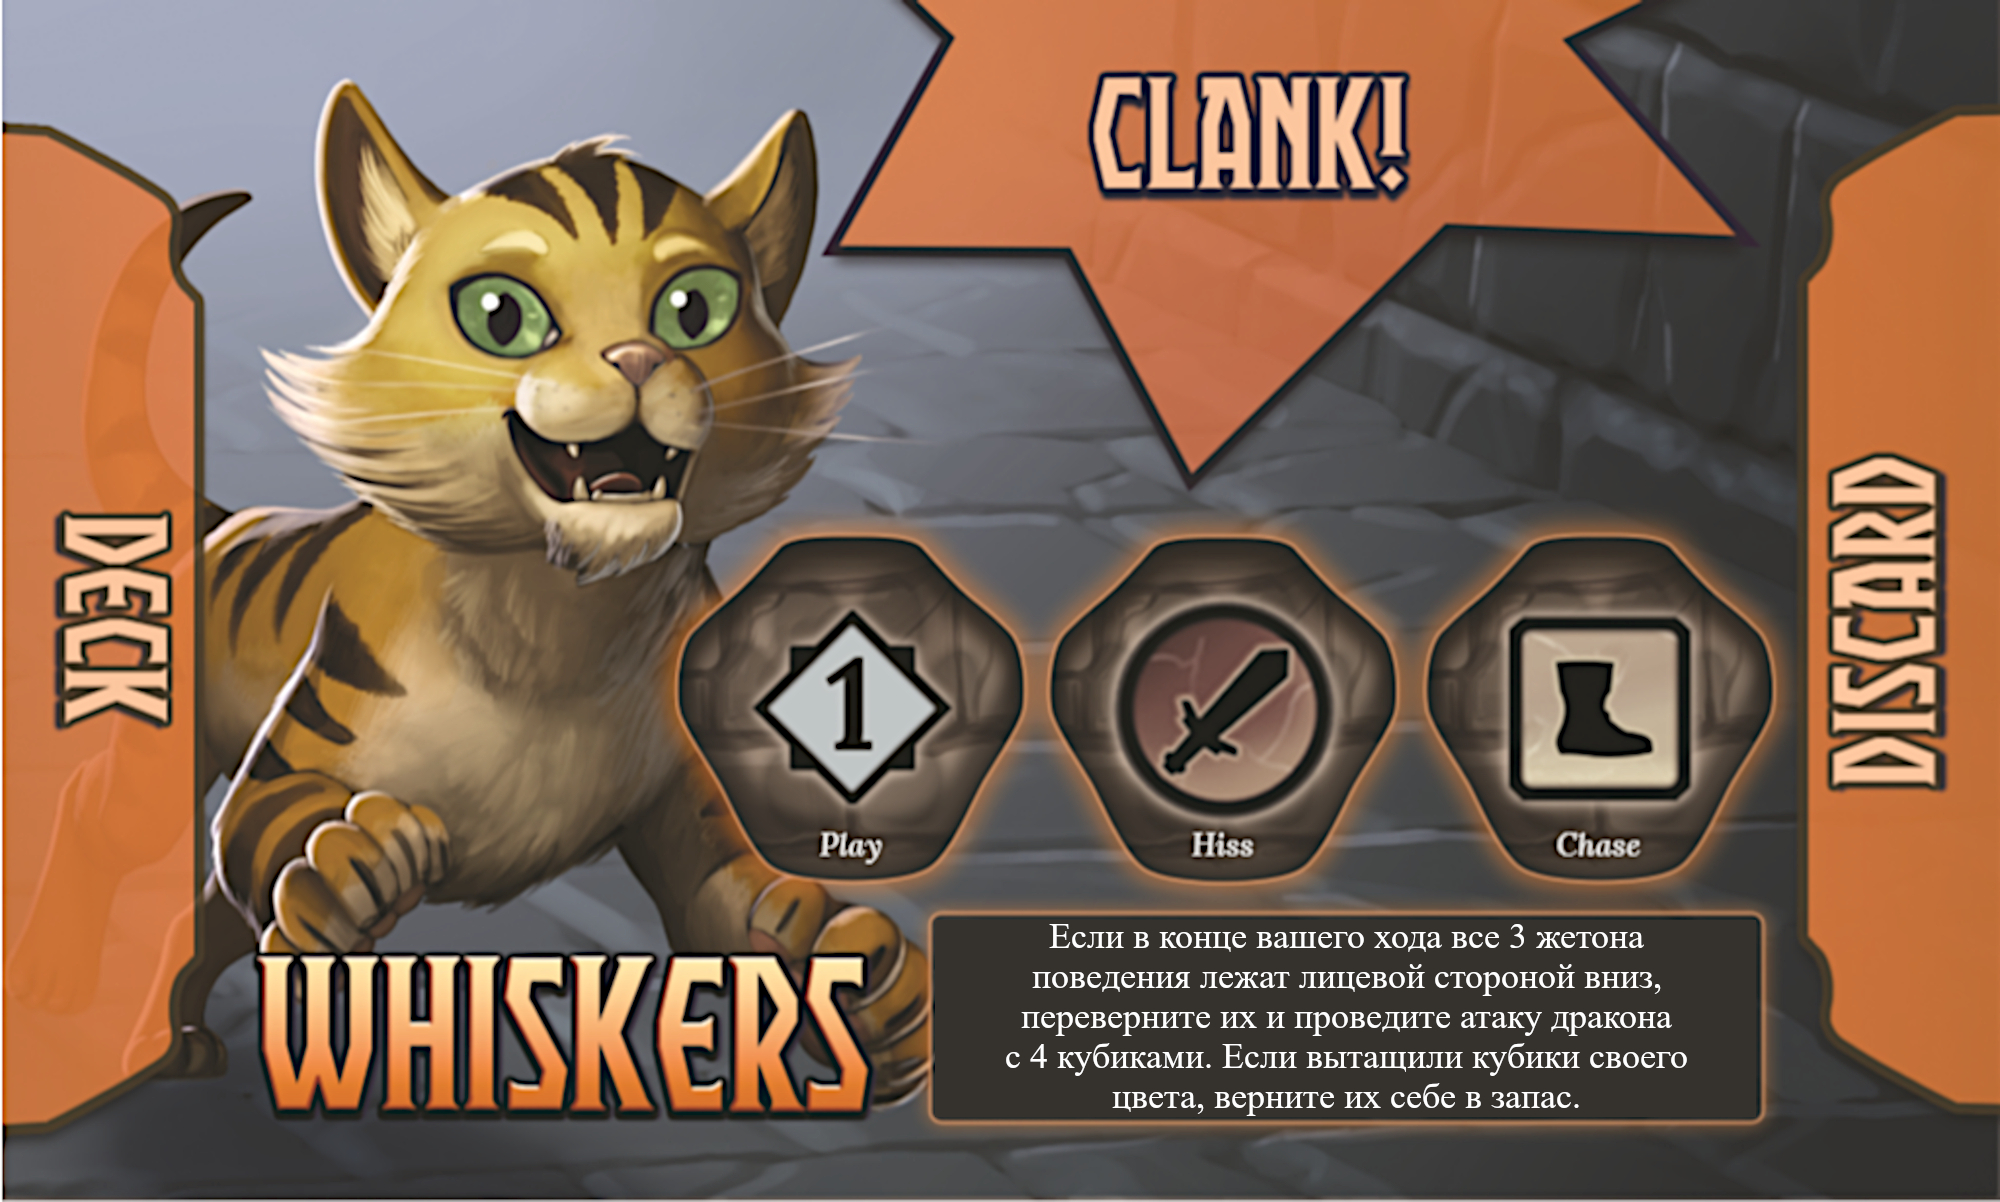 CLANK!
DECK
DISCARD
1
Play
Hiss
Chase
WHISKERS
Если в конце вашего хода все 3 жетона
поведения лежат лицевой стороной вниз,
переверните их и проведите атаку дракона
с 4 кубиками. Если вытащили кубики своего
цвета, верните их себе в запас.